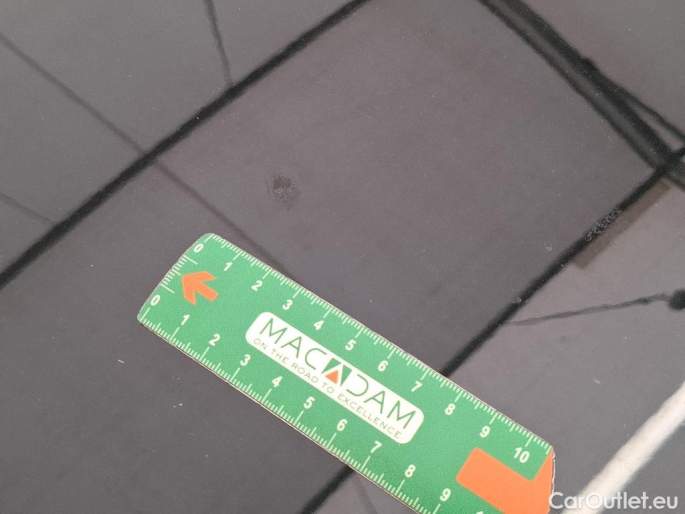 0 1 2 3 4 5 6 7 8 9 10
MACADAM
ON THE ROAD TO EXCELLENCE
0 1 2 3 4 5 6 7 8 9
CarOutlet.eu